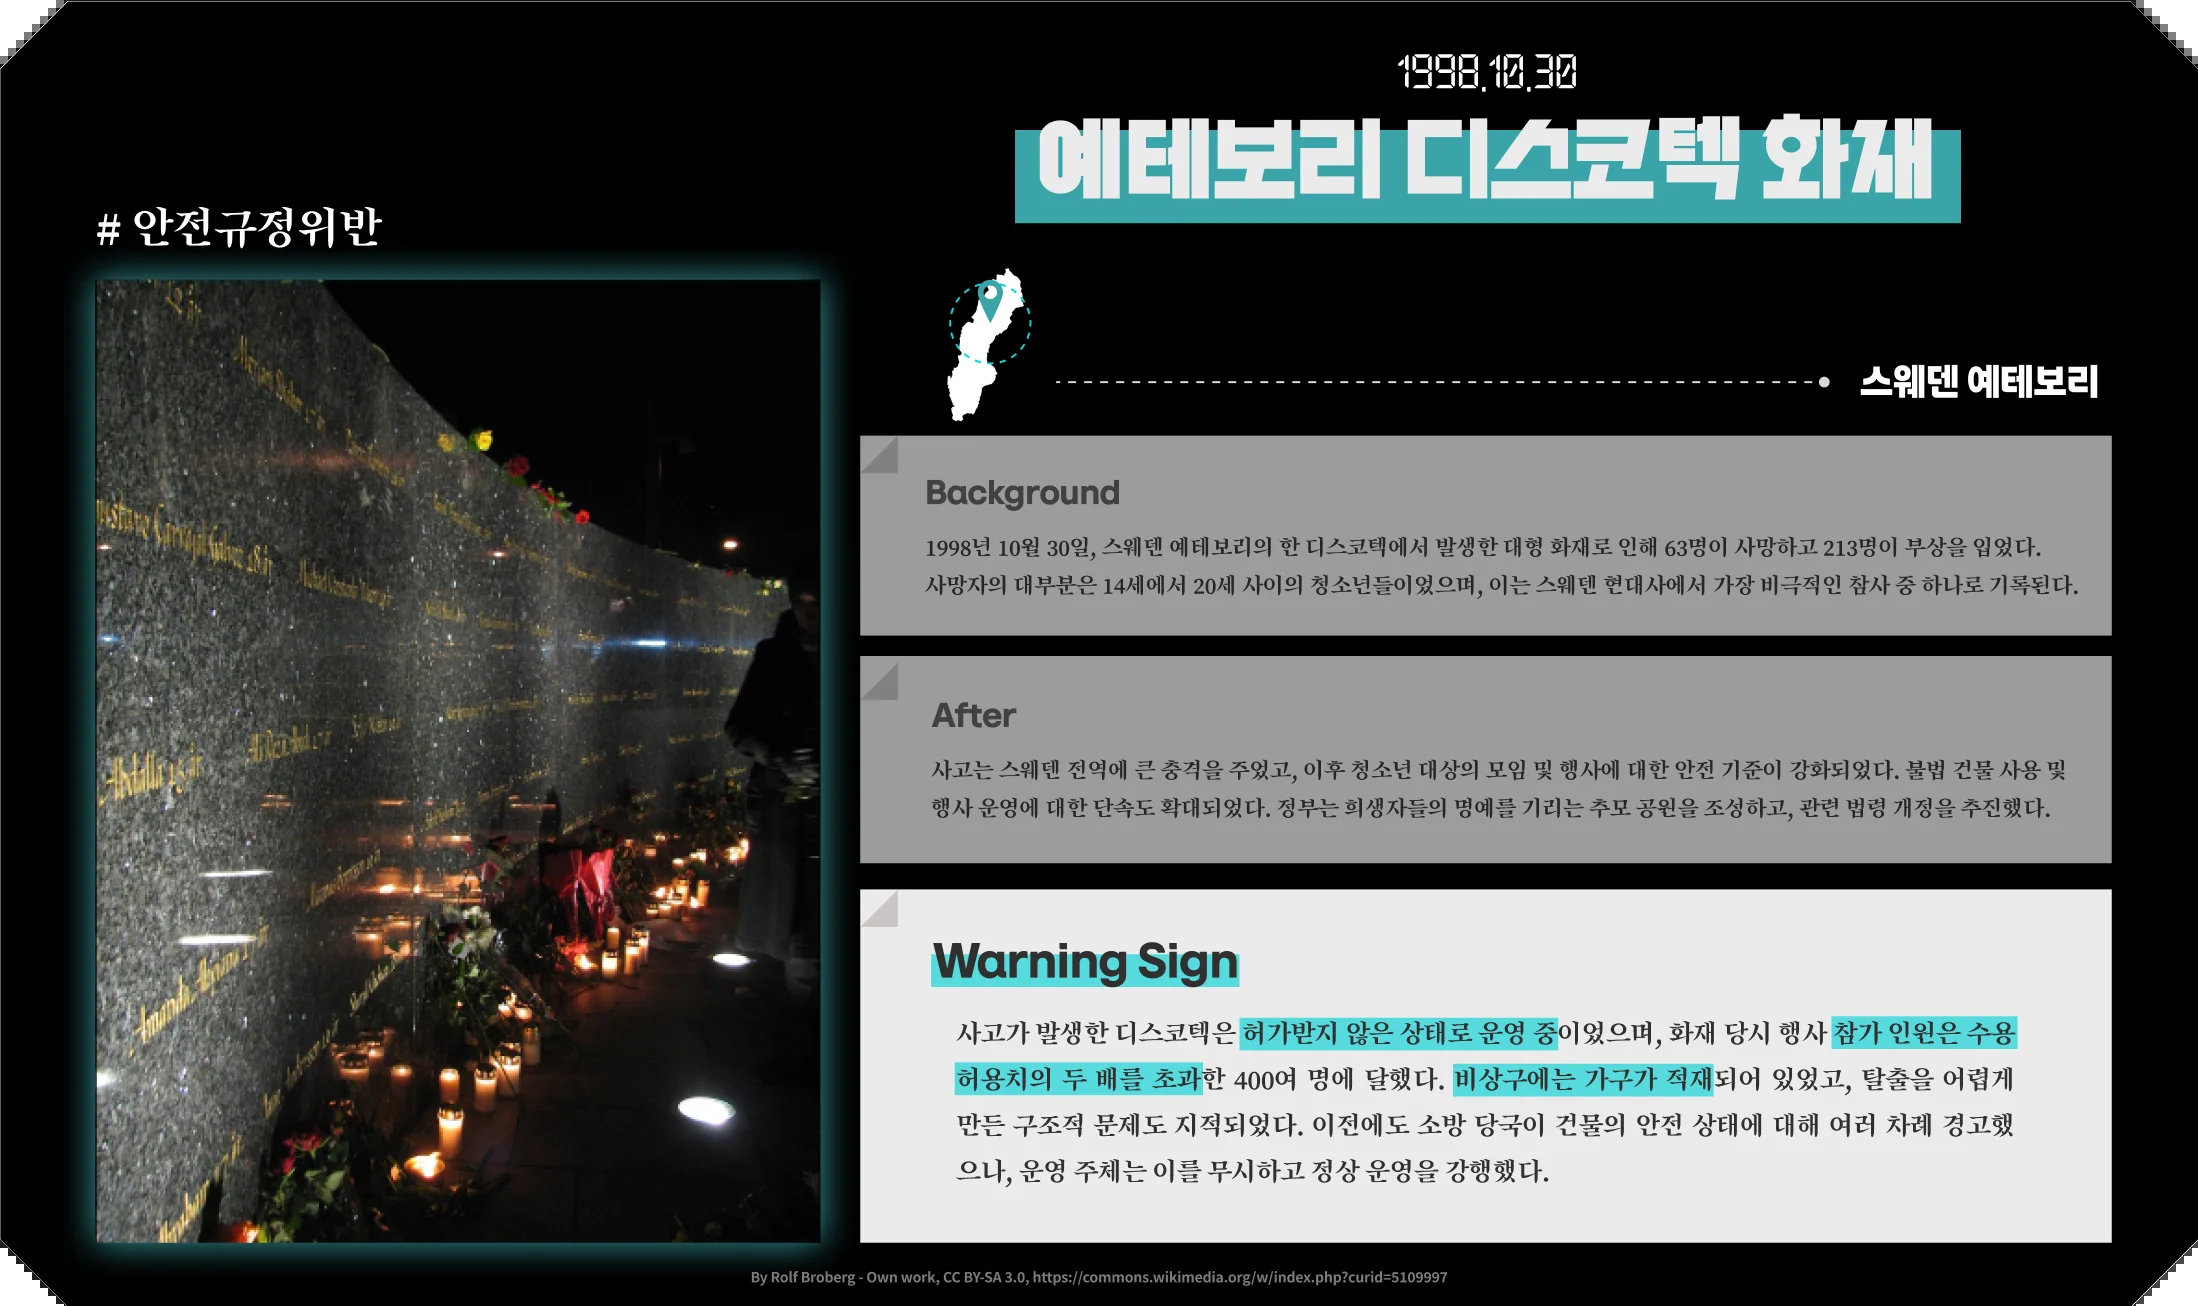 1998.10.30
예테보리 디스코텍 화재
# 안전규정위반
스웨덴 예테보리
Background
1998년 10월 30일, 스웨덴 예테보리의 한 디스코텍에서 발생한 대형 화재로 인해 63명이 사망하고 213명이 부상을 입었다.
사망자의 대부분은 14세에서 20세 사이의 청소년들이었으며, 이는 스웨덴 현대사에서 가장 비극적인 참사 중 하나로 기록된다.
After
사고는 스웨덴 전역에 큰 충격을 주었고, 이후 청소년 대상의 모임 및 행사에 대한 안전 기준이 강화되었다. 불법 건물 사용 및
행사 운영에 대한 단속도 확대되었다. 정부는 희생자들의 명예를 기리는 추모 공원을 조성하고, 관련 법령 개정을 추진했다.
Warning Sign
사고가 발생한 디스코텍은 허가받지 않은 상태로 운영 중이었으며, 화재 당시 행사 참가 인원은 수용
허용치의 두 배를 초과한 400여 명에 달했다. 비상구에는 가구가 적재되어 있었고, 탈출을 어렵게
만든 구조적 문제도 지적되었다. 이전에도 소방 당국이 건물의 안전 상태에 대해 여러 차례 경고했
으나, 운영 주체는 이를 무시하고 정상 운영을 강행했다.
Abdalla 15 år
By Rolf Broberg - Own work, CC BY-SA 3.0, https://commons.wikimedia.org/w/index.php?curid=5109997